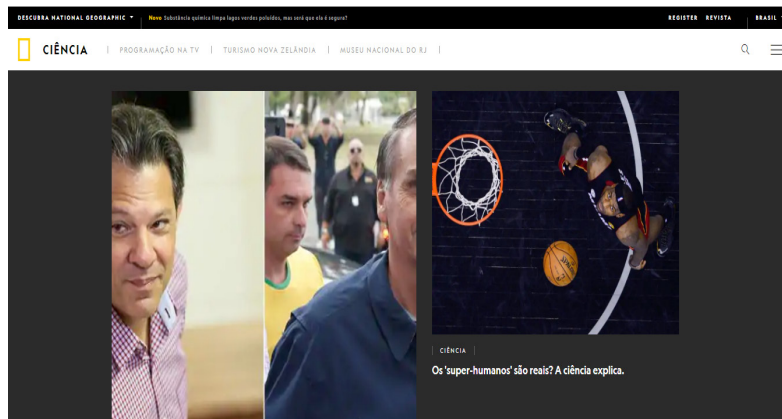 DESCUBRA NATIONAL GEOGRAPHIC
Novo Substância química limpa lagos verdes poluídos, mas será que ela é segura?
REGISTER REVISTA BRASIL
CIÊNCIA | PROGRAMAÇÃO NA TV | TURISMO NOVA ZELÂNDIA | MUSEU NACIONAL DO RJ |
| CIÊNCIA |
Os 'super-humanos' são reais? A ciência explica.